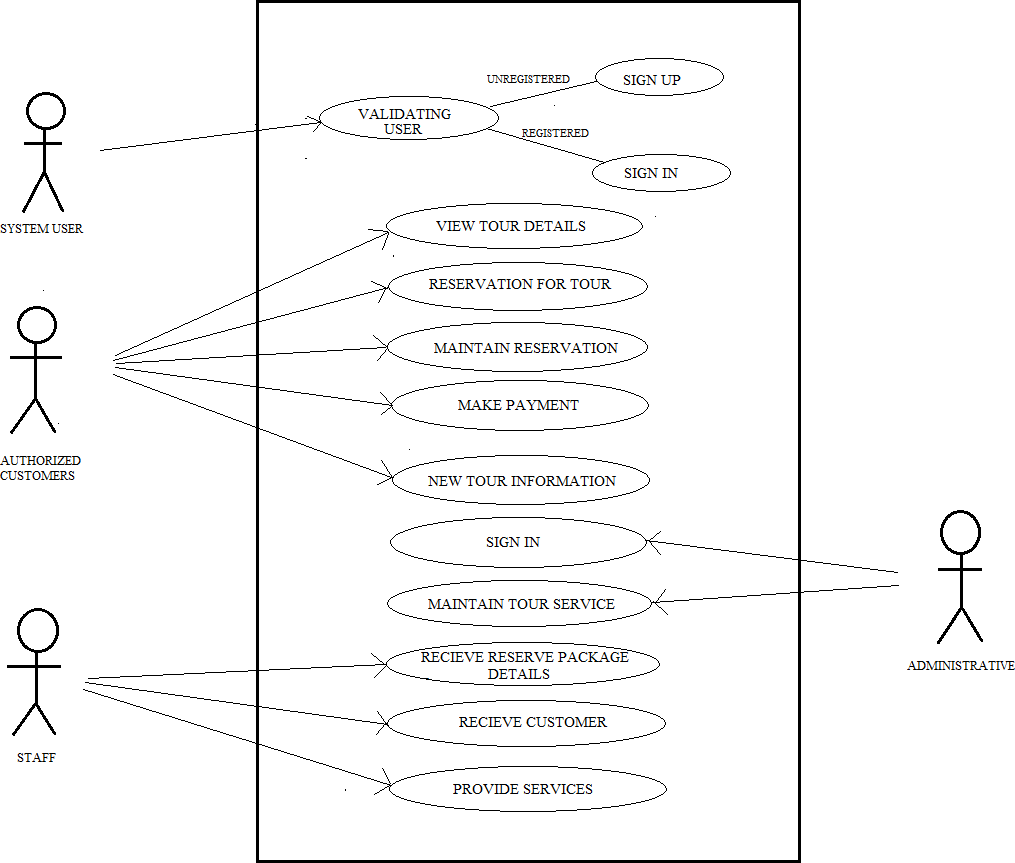 UNREGISTERED
SIGN UP
VALIDATING
USER
REGISTERED
SIGN IN
SYSTEM USER
VIEW TOUR DETAILS
RESERVATION FOR TOUR
MAINTAIN RESERVATION
MAKE PAYMENT
AUTHORIZED
CUSTOMERS
NEW TOUR INFORMATION
SIGN IN
MAINTAIN TOUR SERVICE
ADMINISTRATIVE
RECIEVE RESERVE PACKAGE
DETAILS
RECIEVE CUSTOMER
STAFF
PROVIDE SERVICES